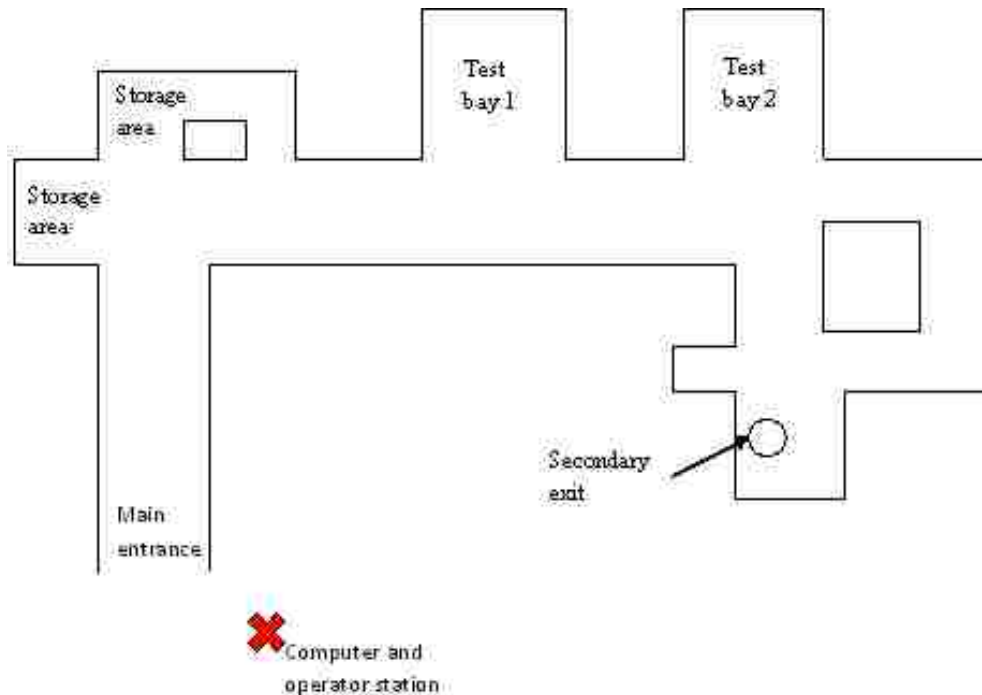 Test
bay 1
Test
bay 2
Storage
area
Storage
area
Secondary
exit
Main
entrance
Computer and
operator station